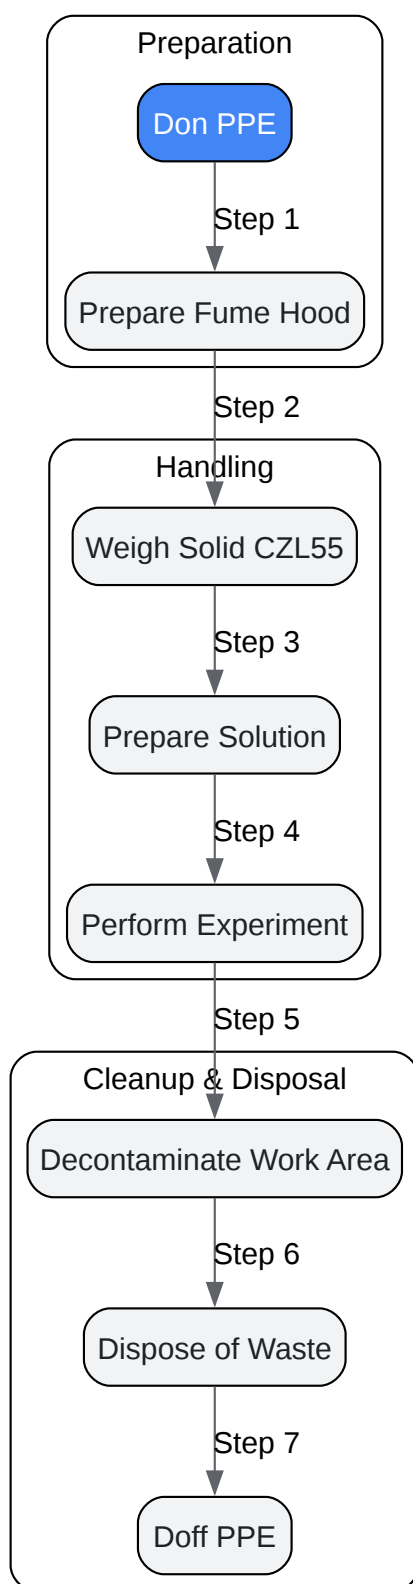 Preparation
Don PPE
Step 1
Prepare Fume Hood
Step 2
Handling
Weigh Solid CZL55
Step 3
Prepare Solution
Step 4
Perform Experiment
Step 5
Cleanup & Disposal
Decontaminate Work Area
Step 6
Dispose of Waste
Step 7
Doff PPE